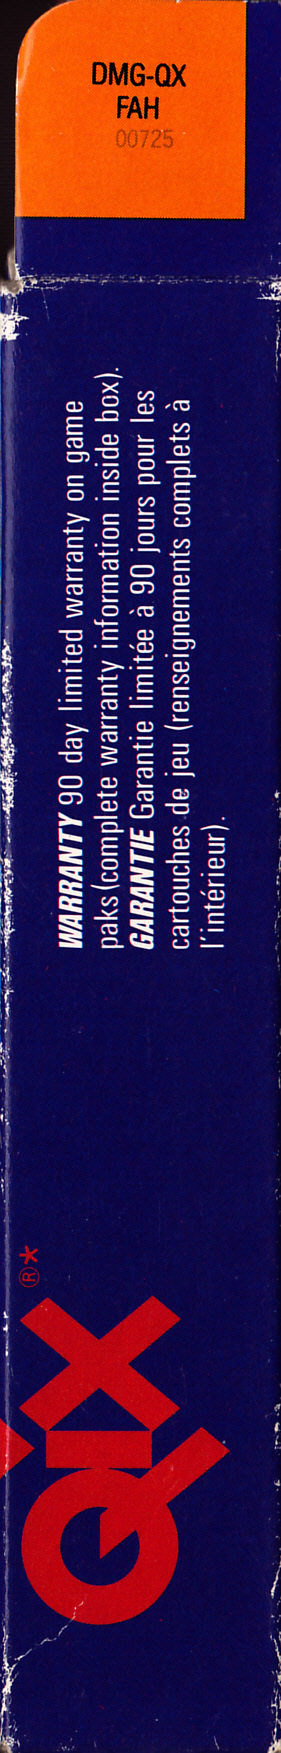 DMG-QX
FAH
00725
WARRANTY 90 day limited warranty on game
paks (complete warranty information inside box).
GARANTIE Garantie limitée à 90 jours pour les
cartouches de jeu (renseignements complets à
l'intérieur).
QIX®*